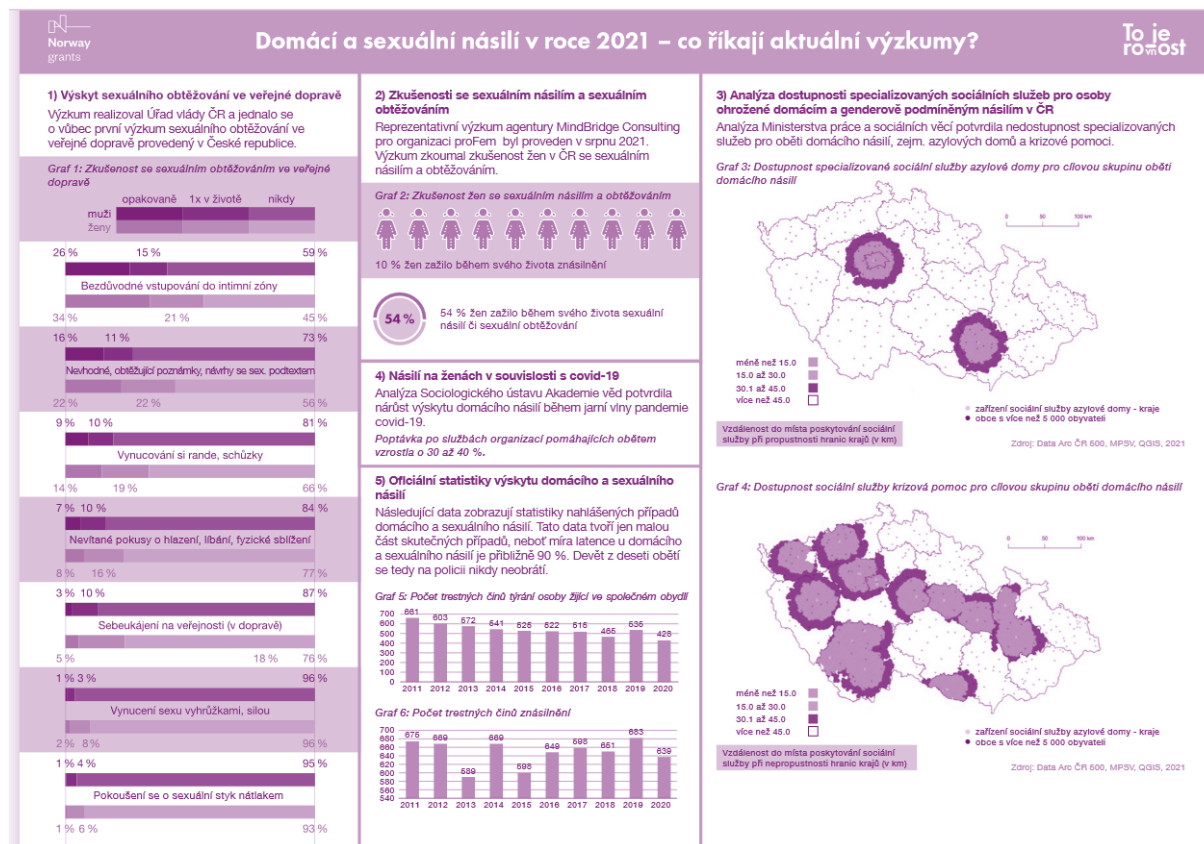 Norway
grants
Domácí a sexuální násilí v roce 2021 – co říkají aktuální výzkumy?
To je
rovnost
1) Výskyt sexuálního obtěžování ve veřejné dopravě
Výzkum realizoval Úřad vlády ČR a jednalo se
o vůbec první výzkum sexuálního obtěžování ve
veřejné dopravě provedený v České republice.
Graf 1: Zkušenost se sexuálním obtěžováním ve veřejné
dopravě
opakovaně 1x v životě nikdy
muži
ženy
26 % 15 % 59 %
Bezdůvodné vstupování do intimní zóny
34 % 21 % 45 %
16 % 11 % 73 %
Nevhodné, obtěžující poznámky, návrhy se sex. podtextem
22 % 22 % 56 %
9 % 10 % 81 %
Vynucování si rande, schůzky
14 % 19 % 66 %
7 % 10 % 84 %
Nevítané pokusy o hlazení, líbání, fyzické sblížení
8 % 16 % 77 %
3 % 10 % 87 %
Sebeukájení na veřejnosti (v dopravě)
5 % 18 % 76 %
1 % 3 % 96 %
Vynucení sexu vyhrůžkami, silou
2 % 8 % 96 %
1 % 4 % 95 %
Pokoušení se o sexuální styk nátlakem
1 % 6 % 93 %
2) Zkušenosti se sexuálním násilím a sexuálním
obtěžováním
Reprezentativní výzkum agentury MindBridge Consulting
pro organizaci proFem byl proveden v srpnu 2021.
Výzkum zkoumal zkušenost žen v ČR se sexuálním
násilím a obtěžováním.
Graf 2: Zkušenost žen se sexuálním násilím a obtěžováním
10 % žen zažilo během svého života znásilnění
54 %
54 % žen zažilo během svého života sexuální
násilí či sexuální obtěžování
4) Násilí na ženách v souvislosti s covid-19
Analýza Sociologického ústavu Akademie věd potvrdila
nárůst výskytu domácího násilí během jarní vlny pandemie
covid-19.
Poptávka po službách organizací pomáhajících obětem
vzrostla o 30 až 40 %.
5) Oficiální statistiky výskytu domácího a sexuálního
násilí
Následující data zobrazují statistiky nahlášených případů
domácího a sexuálního násilí. Tato data tvoří jen malou
část skutečných případů, neboť míra latence u domácího
a sexuálního násilí je přibližně 90 %. Devět z deseti obětí
se tedy na policii nikdy neobrátí.
Graf 5: Počet trestných činů týrání osoby žijící ve společném obydlí
700
600
500
400
300
200
100
0
661 603 572 541 526 522 516 465 535 428
2011 2012 2013 2014 2015 2016 2017 2018 2019 2020
Graf 6: Počet trestných činů znásilnění
700
680
660
640
620
600
580
560
540
675 669 589 669 598 649 698 651 683 639
2011 2012 2013 2014 2015 2016 2017 2018 2019 2020
3) Analýza dostupnosti specializovaných sociálních služeb pro osoby
ohrožené domácím a genderově podmíněným násilím v ČR
Analýza Ministerstva práce a sociálních věcí potvrdila nedostupnost specializovaných
služeb pro oběti domácího násilí, zejm. azylových domů a krizové pomoci.
Graf 3: Dostupnost specializované sociální služby azylové domy pro cílovou skupinu oběti
domácího násilí
0 50 100 km
méně než 15.0
15.0 až 30.0
30.1 až 45.0
více než 45.0
zařízení sociální služby azylové domy - kraje
obce s více než 5 000 obyvateli
Vzdálenost do místa poskytování sociální
služby při propustnosti hranic krajů (v km)
Zdroj: Data Arc ČR 500, MPSV, QGIS, 2021
Graf 4: Dostupnost sociální služby krizová pomoc pro cílovou skupinu oběti domácího násilí
0 50 100 km
méně než 15.0
15.0 až 30.0
30.1 až 45.0
více než 45.0
zařízení sociální služby azylové domy - kraje
obce s více než 5 000 obyvateli
Vzdálenost do místa poskytování sociální
služby při nepropustnosti hranic krajů (v km)
Zdroj: Data Arc ČR 500, MPSV, QGIS, 2021